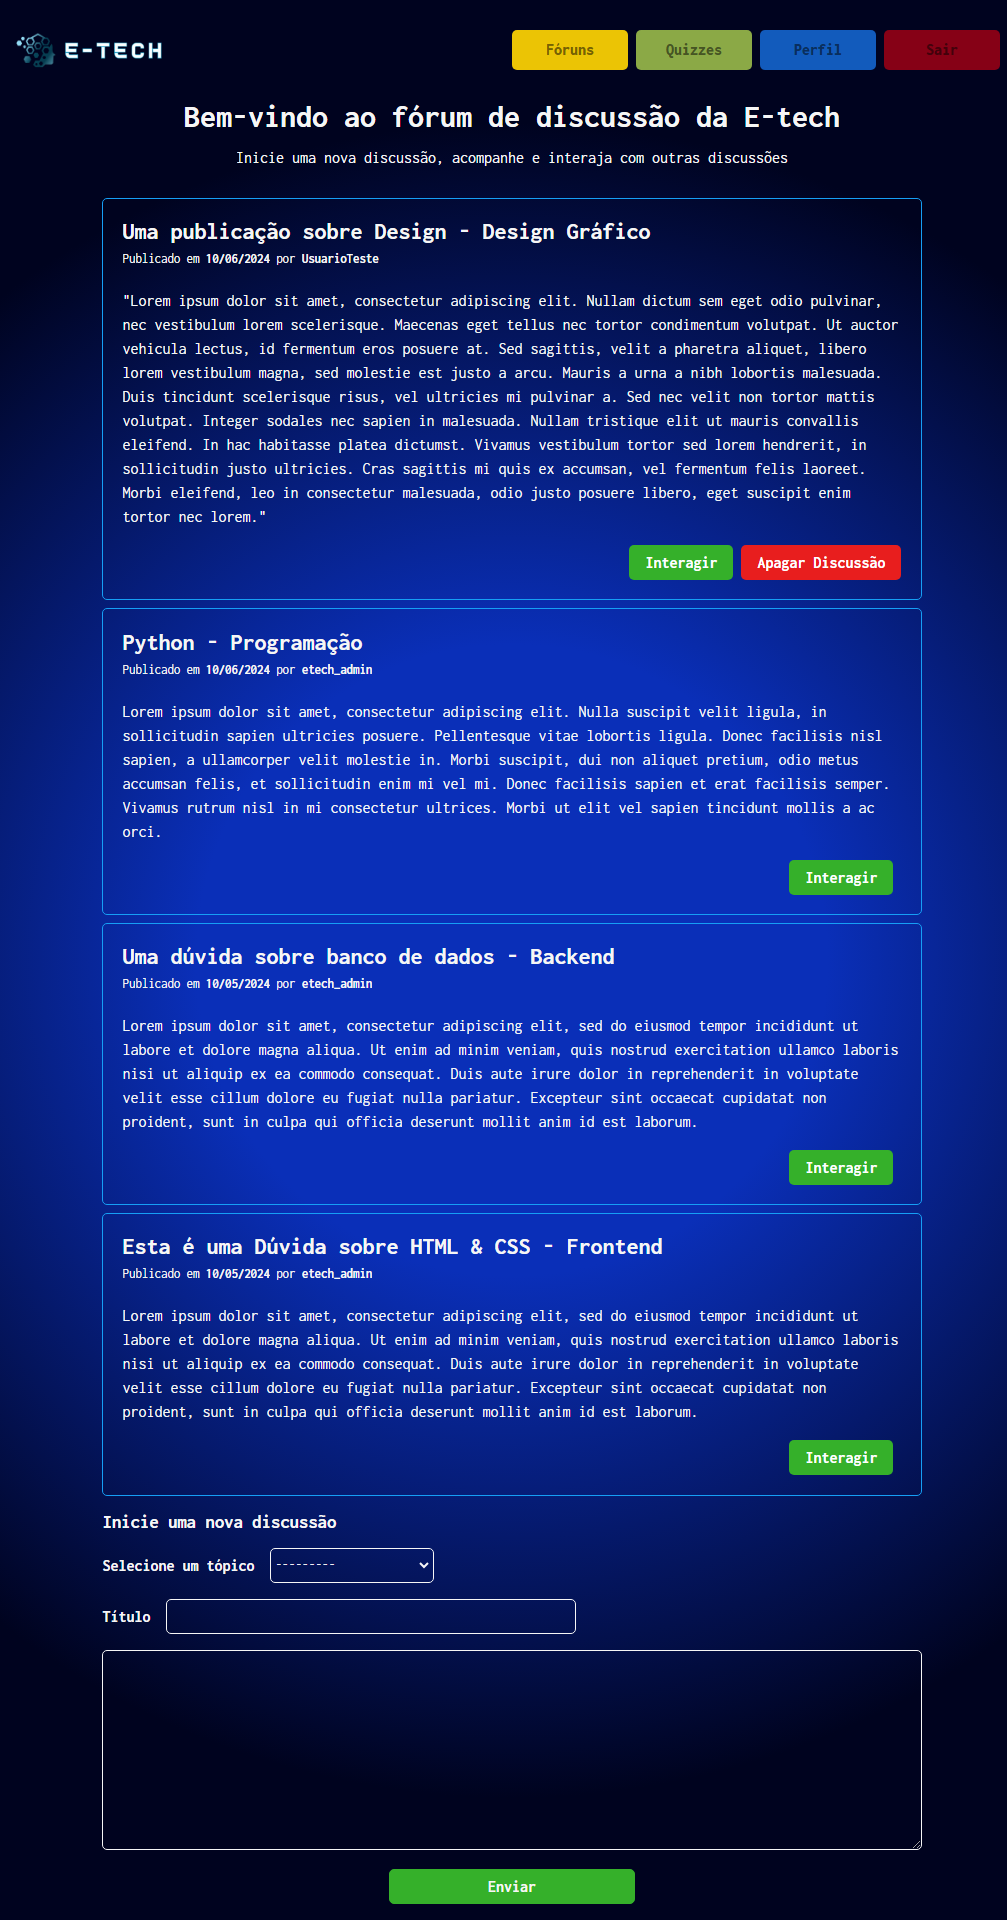 E-TECH
Fóruns
Quizzes
Perfil
Sair
Bem-vindo ao fórum de discussão da E-tech
Inicie uma nova discussão, acompanhe e interaja com outras discussões
Uma publicação sobre Design - Design Gráfico
Publicado em 10/06/2024 por UsuarioTeste
"Lorem ipsum dolor sit amet, consectetur adipiscing elit. Nullam dictum sem eget odio pulvinar,
nec vestibulum lorem scelerisque. Maecenas eget tellus nec tortor condimentum volutpat. Ut auctor
vehicula lectus, id fermentum eros posuere at. Sed sagittis, velit a pharetra aliquet, libero
lorem vestibulum magna, sed molestie est justo a arcu. Mauris a urna a nibh lobortis malesuada.
Duis tincidunt scelerisque risus, vel ultricies mi pulvinar a. Sed nec velit non tortor mattis
volutpat. Integer sodales nec sapien in malesuada. Nullam tristique elit ut mauris convallis
eleifend. In hac habitasse platea dictumst. Vivamus vestibulum tortor sed lorem hendrerit, in
sollicitudin justo ultricies. Cras sagittis mi quis ex accumsan, vel fermentum felis laoreet.
Morbi eleifend, leo in consectetur malesuada, odio justo posuere libero, eget suscipit enim
tortor nec lorem."
Interagir
Apagar Discussão
Python - Programação
Publicado em 10/06/2024 por etech_admin
Lorem ipsum dolor sit amet, consectetur adipiscing elit. Nulla suscipit velit ligula, in
sollicitudin sapien ultricies posuere. Pellentesque vitae lobortis ligula. Donec facilisis nisl
sapien, a ullamcorper velit molestie in. Morbi suscipit, dui non aliquet pretium, odio metus
accumsan felis, et sollicitudin enim mi vel mi. Donec facilisis sapien et erat facilisis semper.
Vivamus rutrum nisl in mi consectetur ultrices. Morbi ut elit vel sapien tincidunt mollis a ac
orci.
Interagir
Uma dúvida sobre banco de dados - Backend
Publicado em 10/05/2024 por etech_admin
Lorem ipsum dolor sit amet, consectetur adipiscing elit, sed do eiusmod tempor incididunt ut
labore et dolore magna aliqua. Ut enim ad minim veniam, quis nostrud exercitation ullamco laboris
nisi ut aliquip ex ea commodo consequat. Duis aute irure dolor in reprehenderit in voluptate
velit esse cillum dolore eu fugiat nulla pariatur. Excepteur sint occaecat cupidatat non
proident, sunt in culpa qui officia deserunt mollit anim id est laborum.
Interagir
Esta é uma Dúvida sobre HTML & CSS - Frontend
Publicado em 10/05/2024 por etech_admin
Lorem ipsum dolor sit amet, consectetur adipiscing elit, sed do eiusmod tempor incididunt ut
labore et dolore magna aliqua. Ut enim ad minim veniam, quis nostrud exercitation ullamco laboris
nisi ut aliquip ex ea commodo consequat. Duis aute irure dolor in reprehenderit in voluptate
velit esse cillum dolore eu fugiat nulla pariatur. Excepteur sint occaecat cupidatat non
proident, sunt in culpa qui officia deserunt mollit anim id est laborum.
Interagir
Inicie uma nova discussão
Selecione um tópico
---------
Título
Enviar